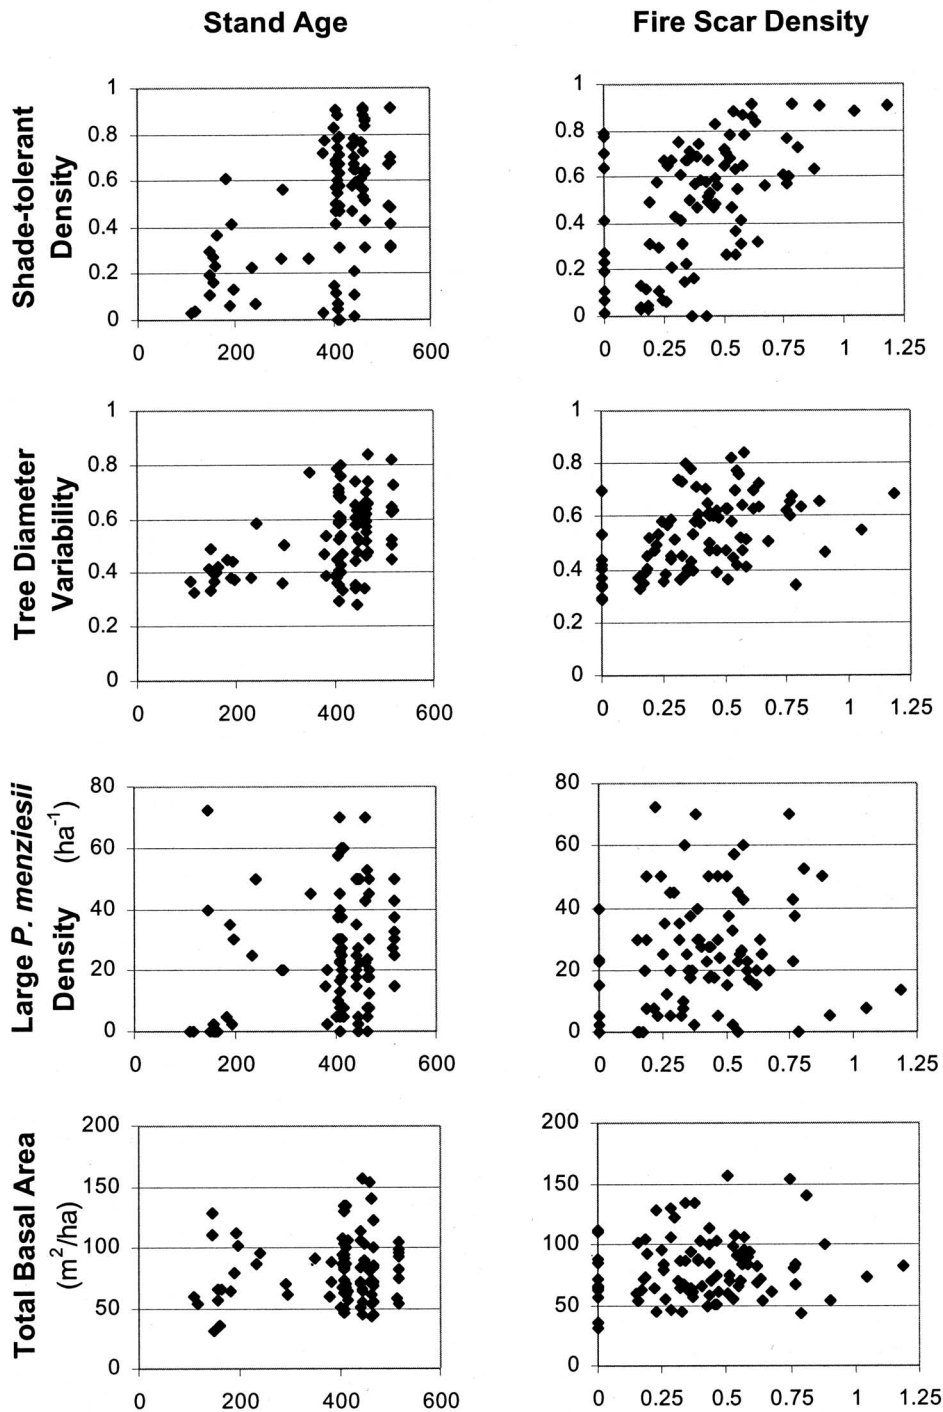 Stand Age Fire Scar Density
Shade-tolerant
Density
1
0.8
0.6
0.4
0.2
0
0 200 400 600
1
0.8
0.6
0.4
0.2
0
0 0.25 0.5 0.75 1 1.25
Tree Diameter
Variability
1
0.8
0.6
0.4
0.2
0
0 200 400 600
1
0.8
0.6
0.4
0.2
0
0 0.25 0.5 0.75 1 1.25
Large P. menziesii
Density (ha⁻¹)
80
60
40
20
0
0 200 400 600
80
60
40
20
0
0 0.25 0.5 0.75 1 1.25
Total Basal Area
(m²/ha)
200
150
100
50
0
0 200 400 600
200
150
100
50
0
0 0.25 0.5 0.75 1 1.25